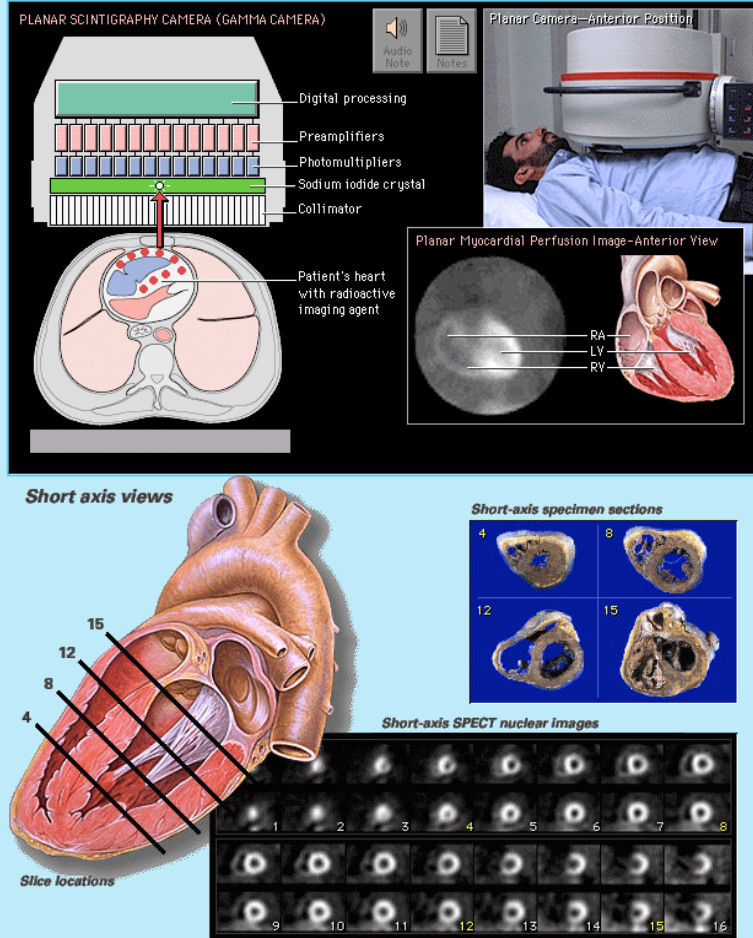 PLANAR SCINTIGRAPHY CAMERA (GAMMA CAMERA)
Audio
Note
Notes
Planar Camera—Anterior Position
Digital processing
Preamplifiers
Photomultipliers
Sodium iodide crystal
Collimator
Patient's heart
with radioactive
imaging agent
Planar Myocardial Perfusion Image-Anterior View
RA
LV
RV
Short axis views
15
12
8
4
Slice locations
Short-axis specimen sections
4 8
12 15
Short-axis SPECT nuclear images
1 2 3 4 5 6 7 8
9 10 11 12 13 14 15 16